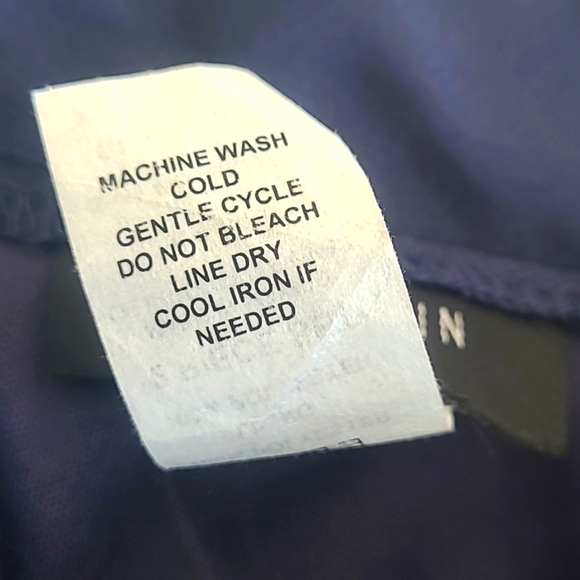 MACHINE WASH
COLD
GENTLE CYCLE
DO NOT BLEACH
LINE DRY
COOL IRON IF
NEEDED